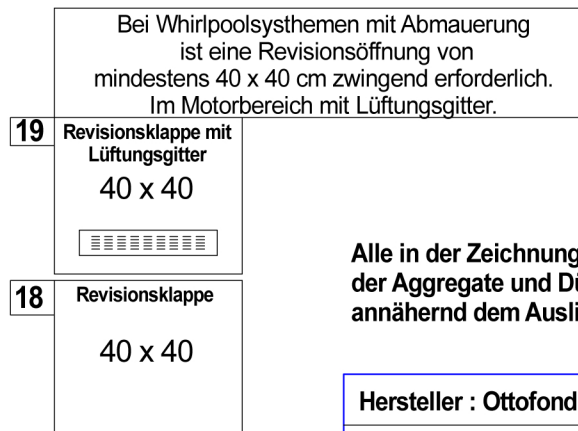 Bei Whirlpoolsysthemen mit Abmauerung
ist eine Revisionsöffnung von
mindestens 40 x 40 cm zwingend erforderlich.
Im Motorbereich mit Lüftungsgitter.
19
Revisionsklappe mit
Lüftungsgitter
40 x 40
18
Revisionsklappe
40 x 40
Alle in der Zeichnung
der Aggregate und
annähernd dem
Hersteller : Ottofond